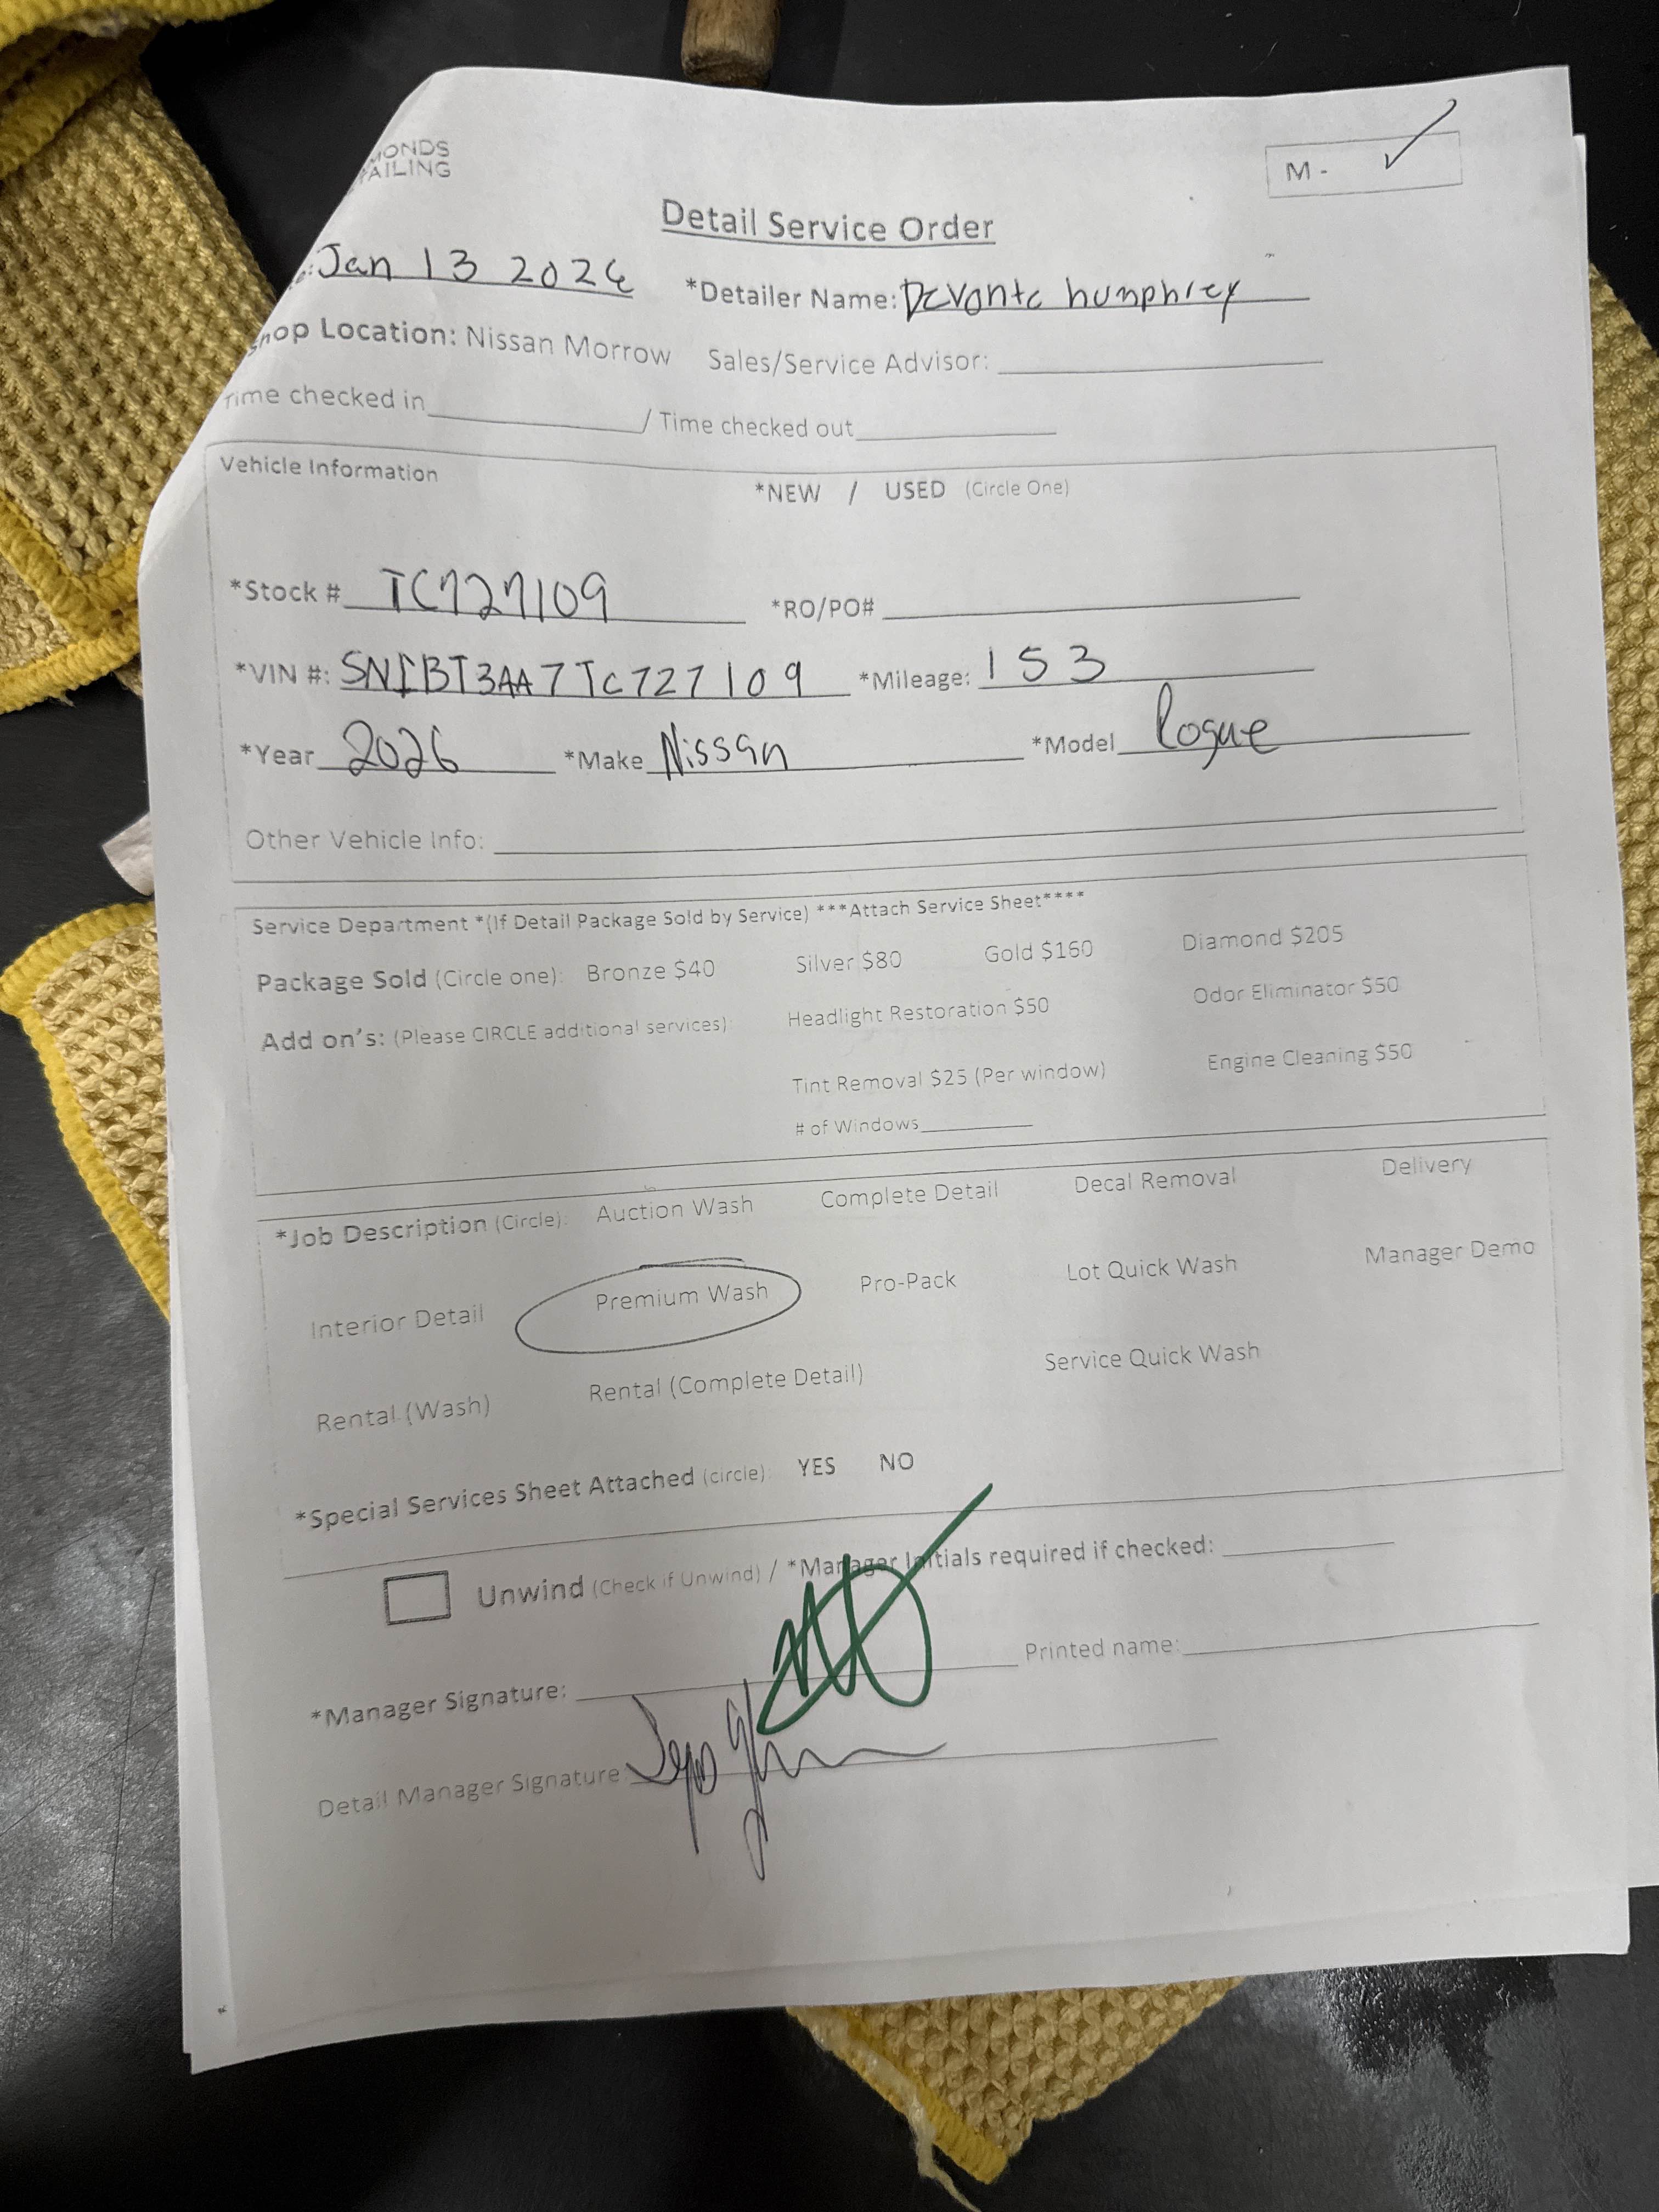 MONDS
AILING
M - ✓
Detail Service Order
Jan 13 2026 *Detailer Name: Devonte humphrey
hop Location: Nissan Morrow Sales/Service Advisor:
Time checked in / Time checked out
Vehicle Information
*NEW / USED (Circle One)
*Stock # TC727109 *RO/PO#
*VIN #: SN1BT3AA7TC727109 *Mileage: 153
*Year 2026 *Make Nissan *Model Rogue
Other Vehicle Info:
Service Department *(If Detail Package Sold by Service) ***Attach Service Sheet****
Package Sold (Circle one): Bronze $40 Silver $80 Gold $160 Diamond $205
Add on's: (Please CIRCLE additional services) Headlight Restoration $50 Odor Eliminator $50
Tint Removal $25 (Per window) Engine Cleaning $50
# of Windows
*Job Description (Circle): Auction Wash Complete Detail Decal Removal Delivery
Interior Detail Premium Wash Pro-Pack Lot Quick Wash Manager Demo
Rental (Wash) Rental (Complete Detail) Service Quick Wash
*Special Services Sheet Attached (circle): YES NO
Unwind (Check if Unwind) / *Manager Initials required if checked:
*Manager Signature: Printed name:
Detail Manager Signature: